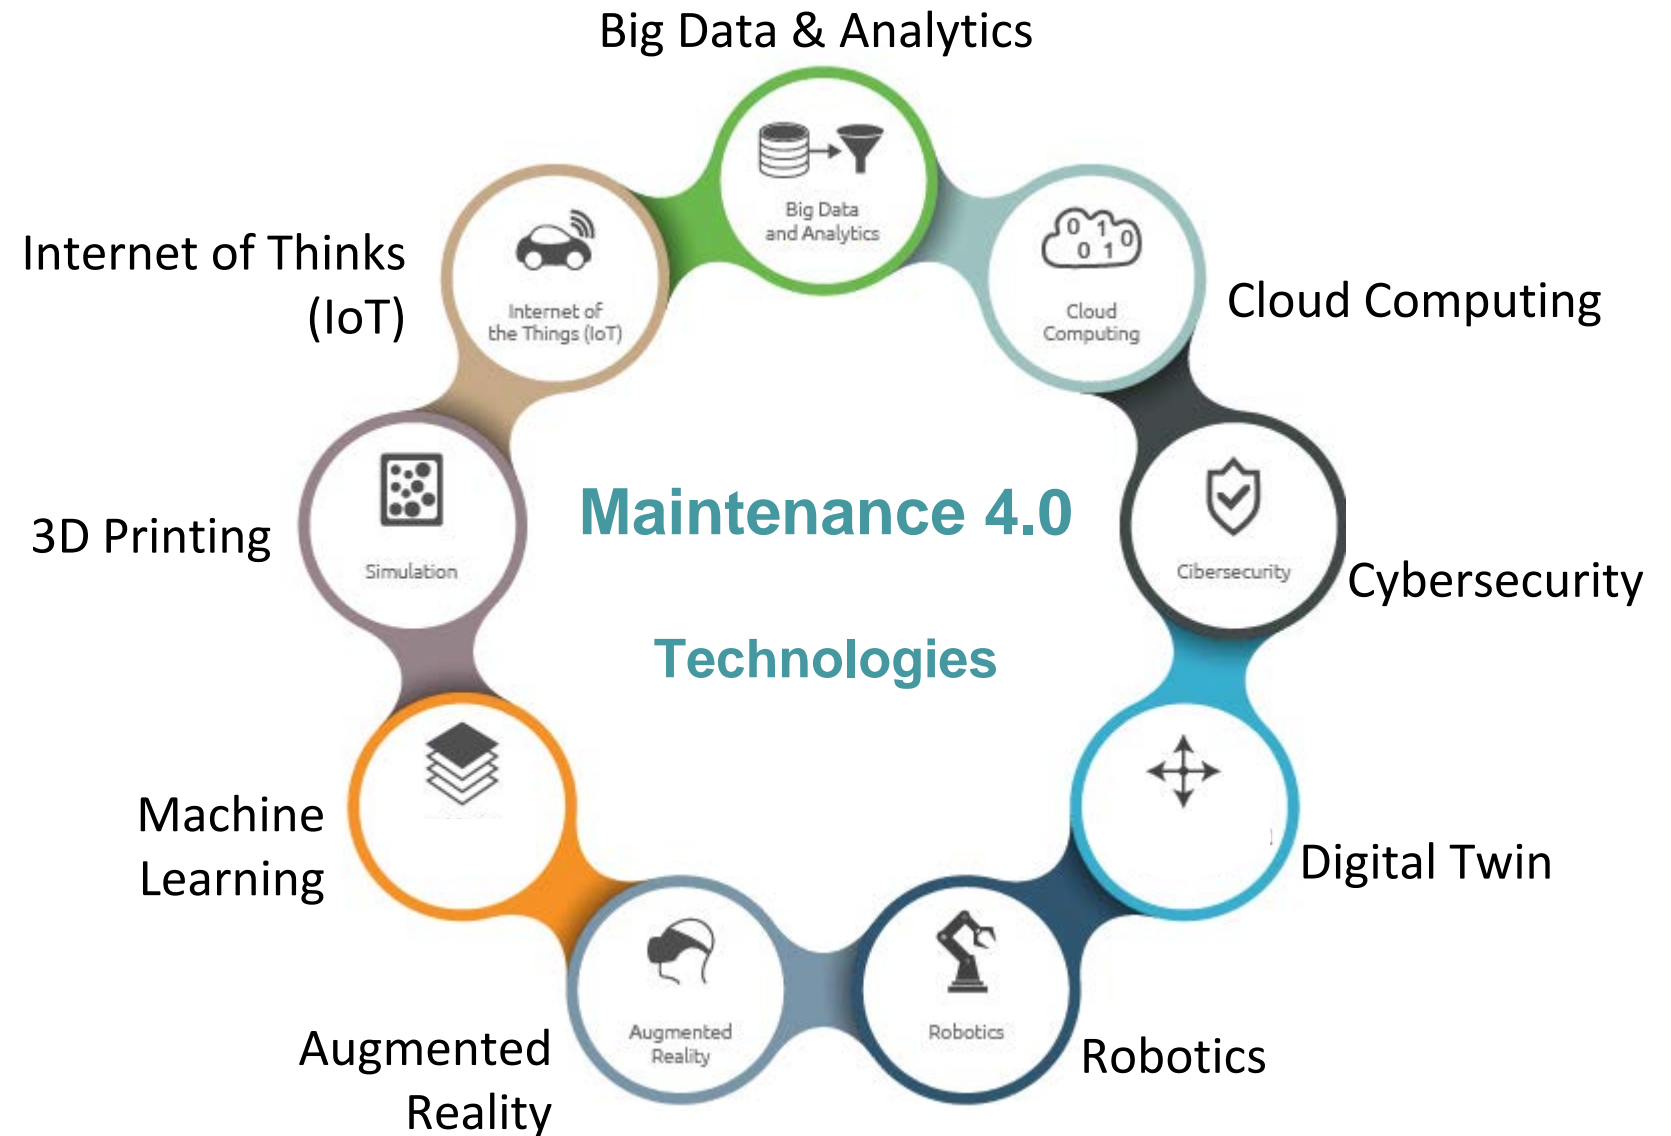 Big Data & Analytics
Big Data
and Analytics
Internet of Thinks
(IoT)
Internet of
the Things (IoT)
0 1 0
0 1
Cloud
Computing
Cloud Computing
3D Printing
Simulation
Maintenance 4.0
Technologies
Cibersecurity
Cybersecurity
Machine
Learning
Digital Twin
Augmented
Reality
Augmented
Reality
Robotics
Robotics